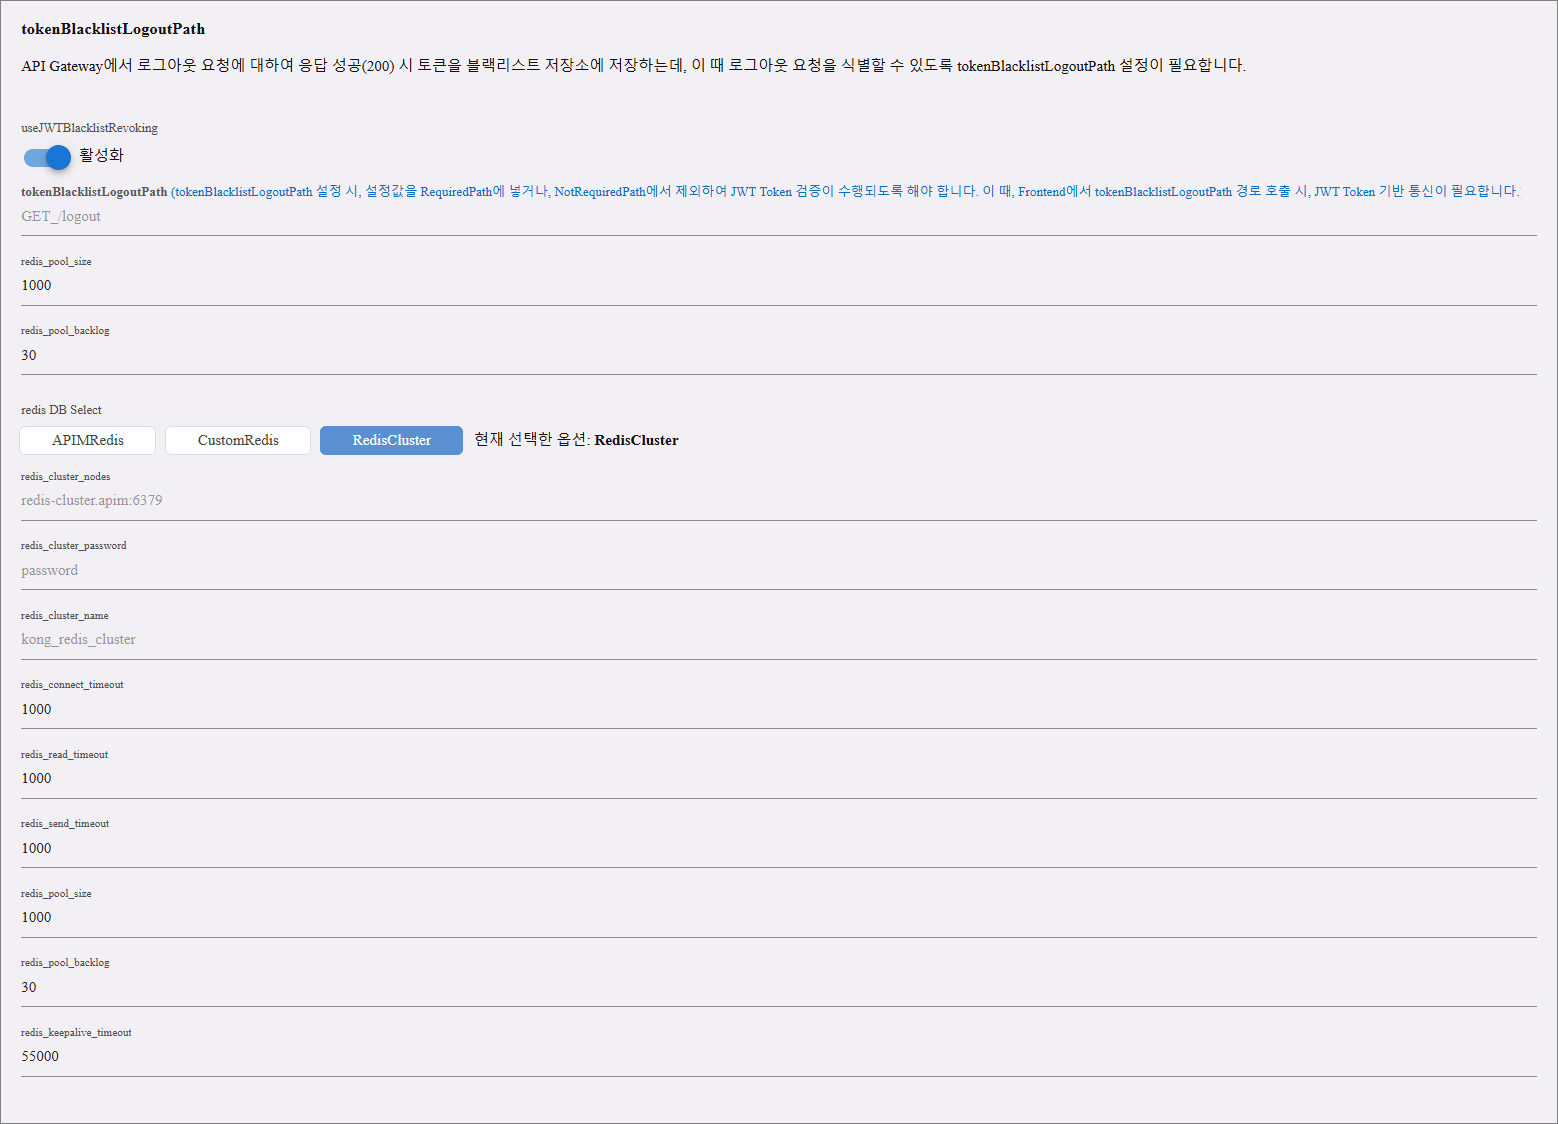 tokenBlacklistLogoutPath
API Gateway에서 로그아웃 요청에 대하여 응답 성공(200) 시 토큰을 블랙리스트 저장소에 저장하는데, 이 때 로그아웃 요청을 식별할 수 있도록 tokenBlacklistLogoutPath 설정이 필요합니다.
useJWTBlacklistRevoking
활성화
tokenBlacklistLogoutPath (tokenBlacklistLogoutPath 설정 시, 설정값을 RequiredPath에 넣거나, NotRequiredPath에서 제외하여 JWT Token 검증이 수행되도록 해야 합니다. 이 때, Frontend에서 tokenBlacklistLogoutPath 경로 호출 시, JWT Token 기반 통신이 필요합니다.
GET_/logout
redis_pool_size
1000
redis_pool_backlog
30
redis DB Select
APIMRedis CustomRedis RedisCluster 현재 선택한 옵션: RedisCluster
redis_cluster_nodes
redis-cluster.apim:6379
redis_cluster_password
password
redis_cluster_name
kong_redis_cluster
redis_connect_timeout
1000
redis_read_timeout
1000
redis_send_timeout
1000
redis_pool_size
1000
redis_pool_backlog
30
redis_keepalive_timeout
55000